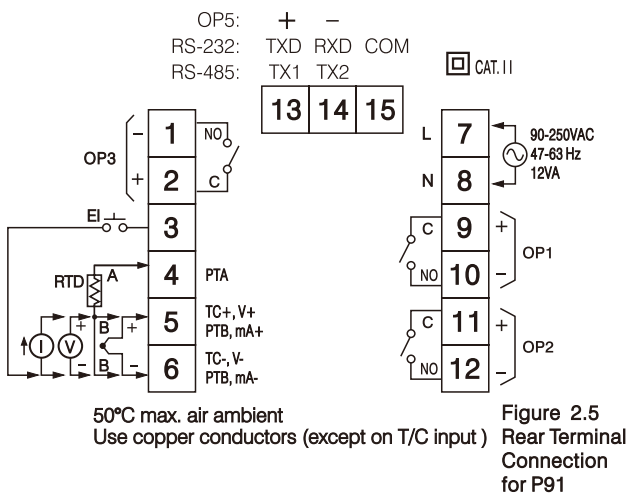 OP5: + −
RS-232: TXD RXD COM
RS-485: TX1 TX2
CAT.II
13 14 15
OP3
− 1 NO
+ 2 C
EI 3
RTD A 4 PTA
I V + B + 5 TC+, V+
PTB, mA+
− B − 6 TC-, V-
PTB, mA-
L 7 90-250VAC
47-63 Hz
N 8 12VA
C 9 +
OP1
NO 10 −
C 11 +
OP2
NO 12 −
50°C max. air ambient
Use copper conductors (except on T/C input )
Figure 2.5
Rear Terminal
Connection
for P91